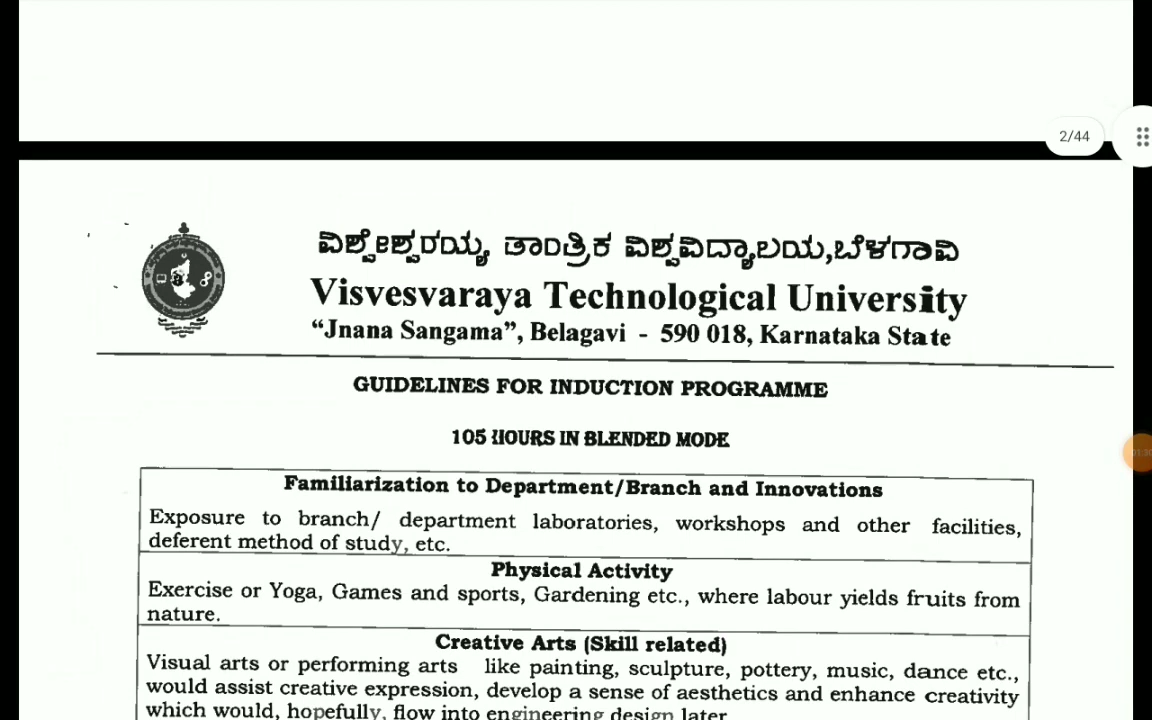 2/44
ವಿಶ್ವೇಶ್ವರಯ್ಯ ತಾಂತ್ರಿಕ ವಿಶ್ವವಿದ್ಯಾಲಯ,ಬೆಳಗಾವಿ
Visvesvaraya Technological University
“Jnana Sangama”, Belagavi - 590 018, Karnataka State
GUIDELINES FOR INDUCTION PROGRAMME
105 HOURS IN BLENDED MODE
Familiarization to Department/Branch and Innovations
Exposure to branch/ department laboratories, workshops and other facilities,
deferent method of study, etc.
Physical Activity
Exercise or Yoga, Games and sports, Gardening etc., where labour yields fruits from
nature.
Creative Arts (Skill related)
Visual arts or performing arts like painting, sculpture, pottery, music, dance etc.,
would assist creative expression, develop a sense of aesthetics and enhance creativity
which would, hopefully, flow into engineering design later